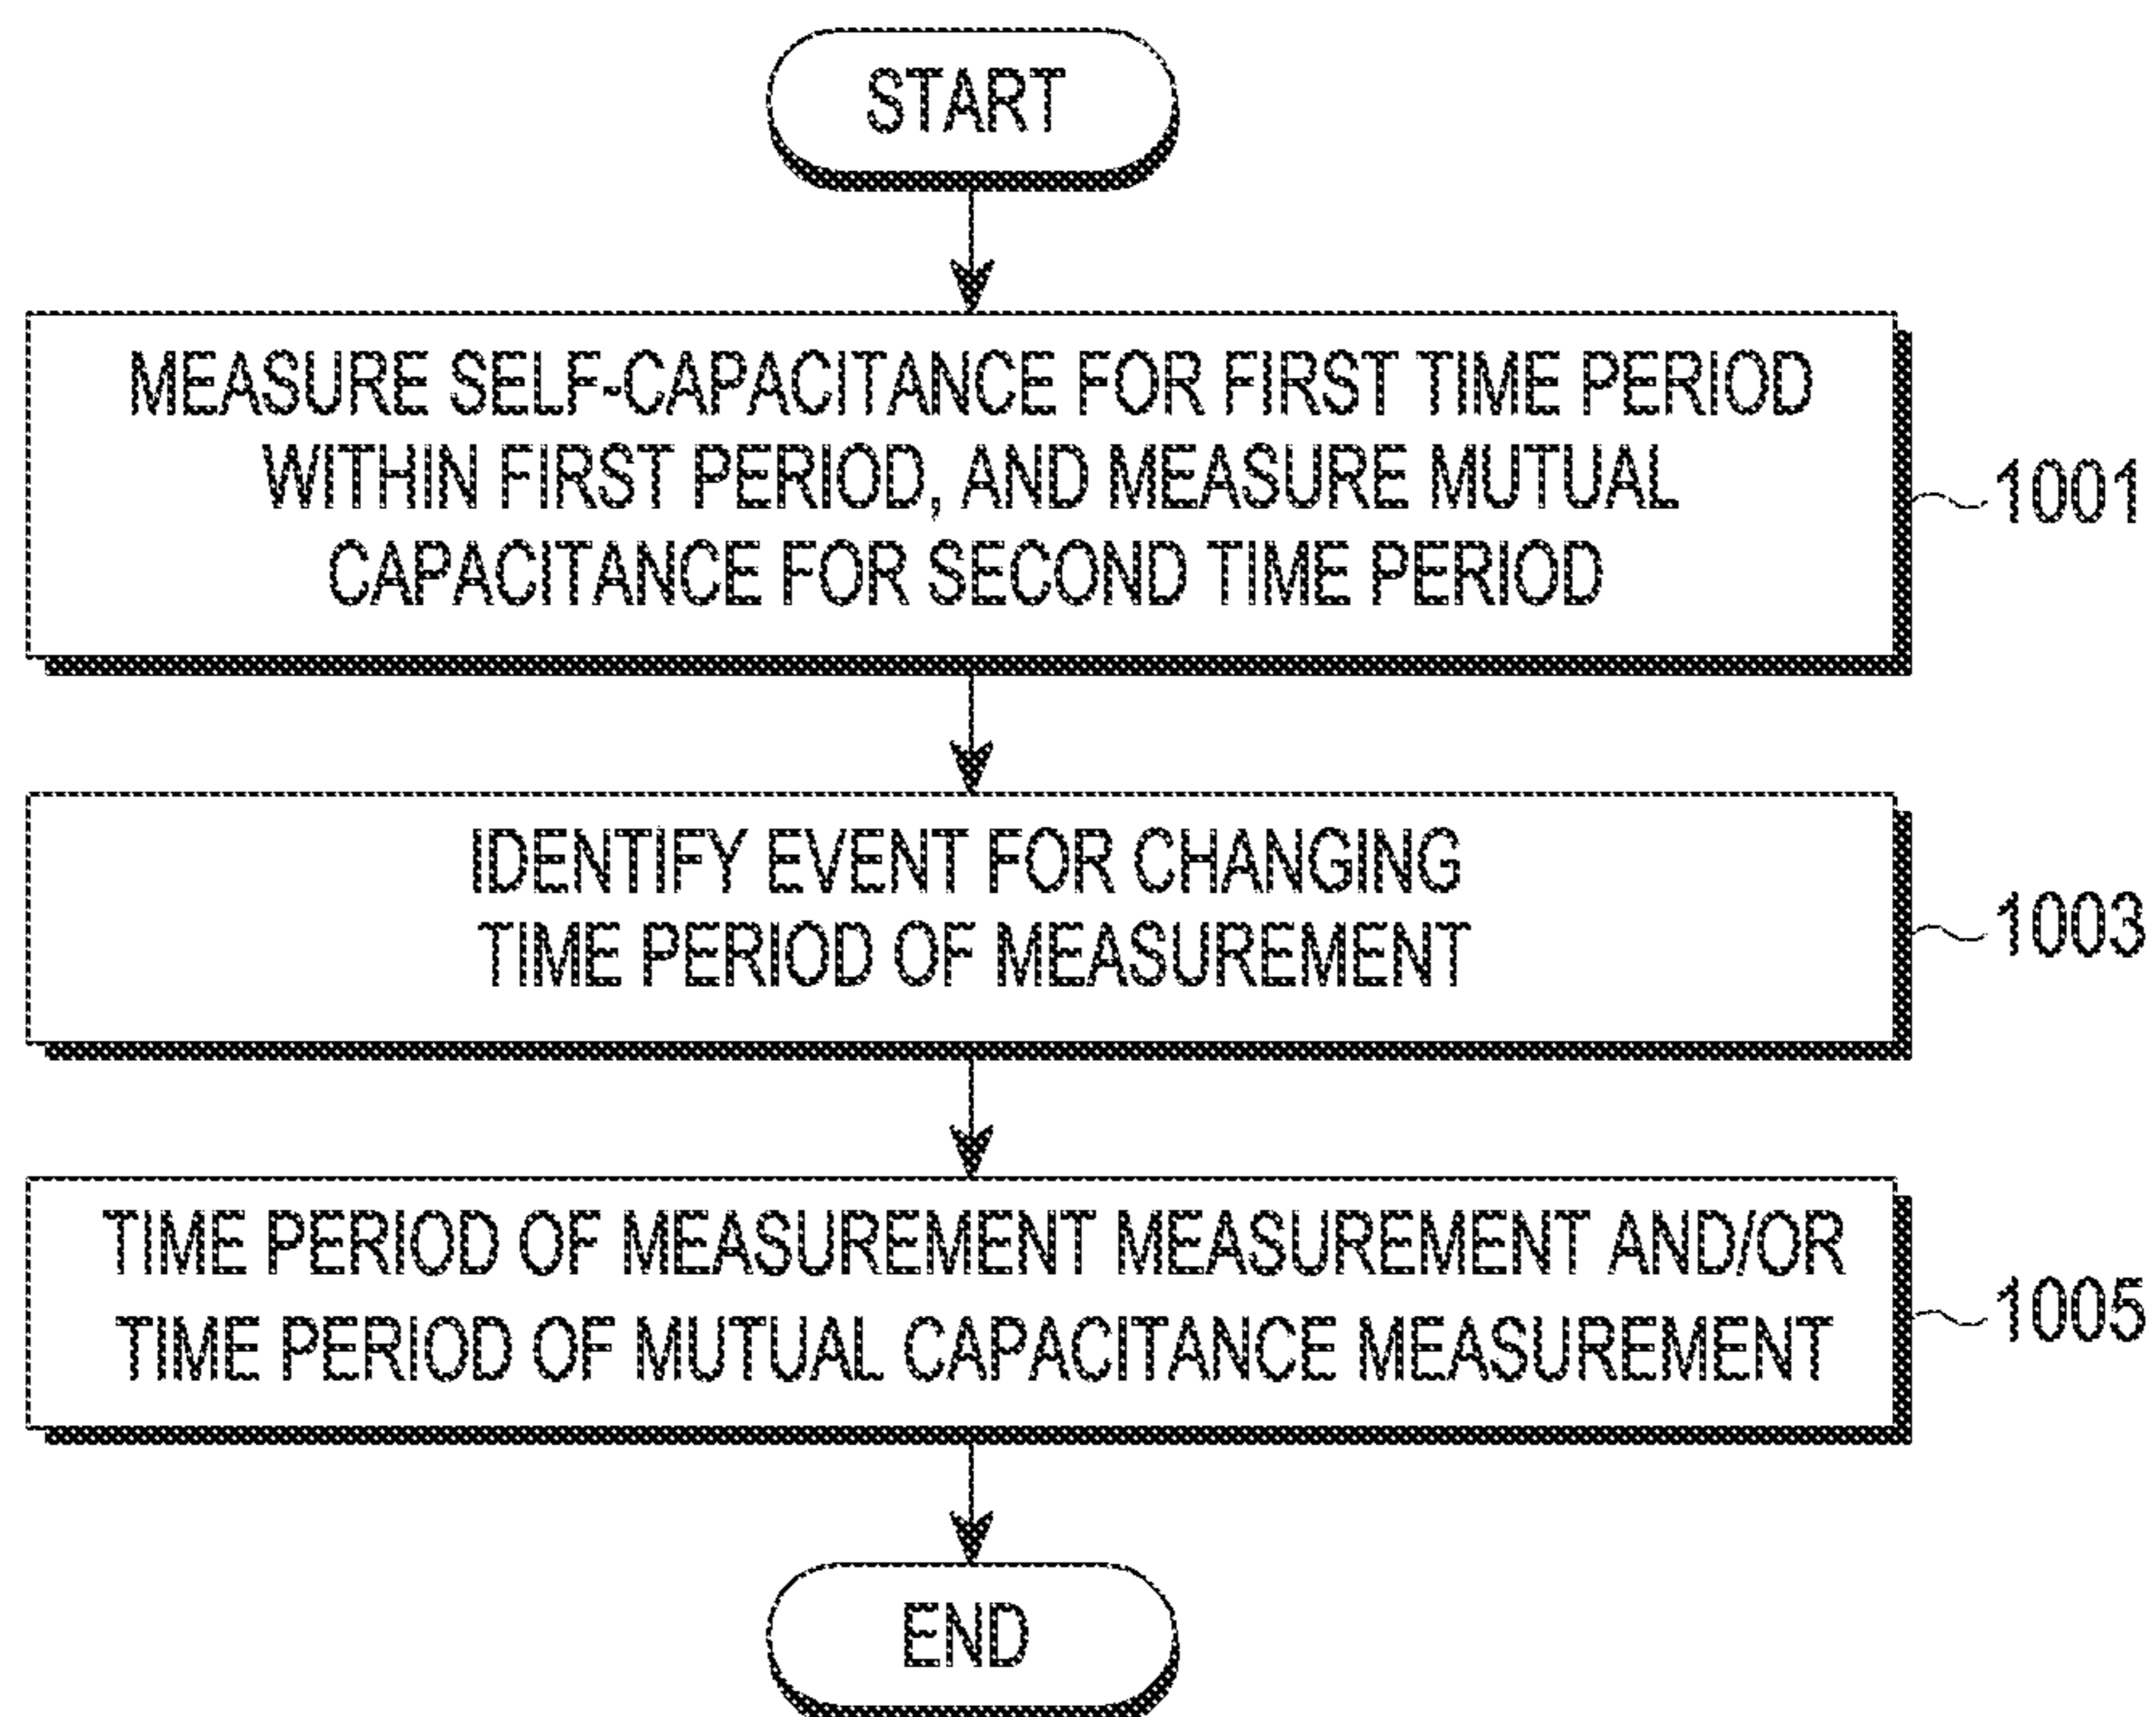 START
MEASURE SELF-CAPACITANCE FOR FIRST TIME PERIOD
WITHIN FIRST PERIOD, AND MEASURE MUTUAL
CAPACITANCE FOR SECOND TIME PERIOD
1001
IDENTIFY EVENT FOR CHANGING
TIME PERIOD OF MEASUREMENT
1003
TIME PERIOD OF MEASUREMENT MEASUREMENT AND/OR
TIME PERIOD OF MUTUAL CAPACITANCE MEASUREMENT
1005
END